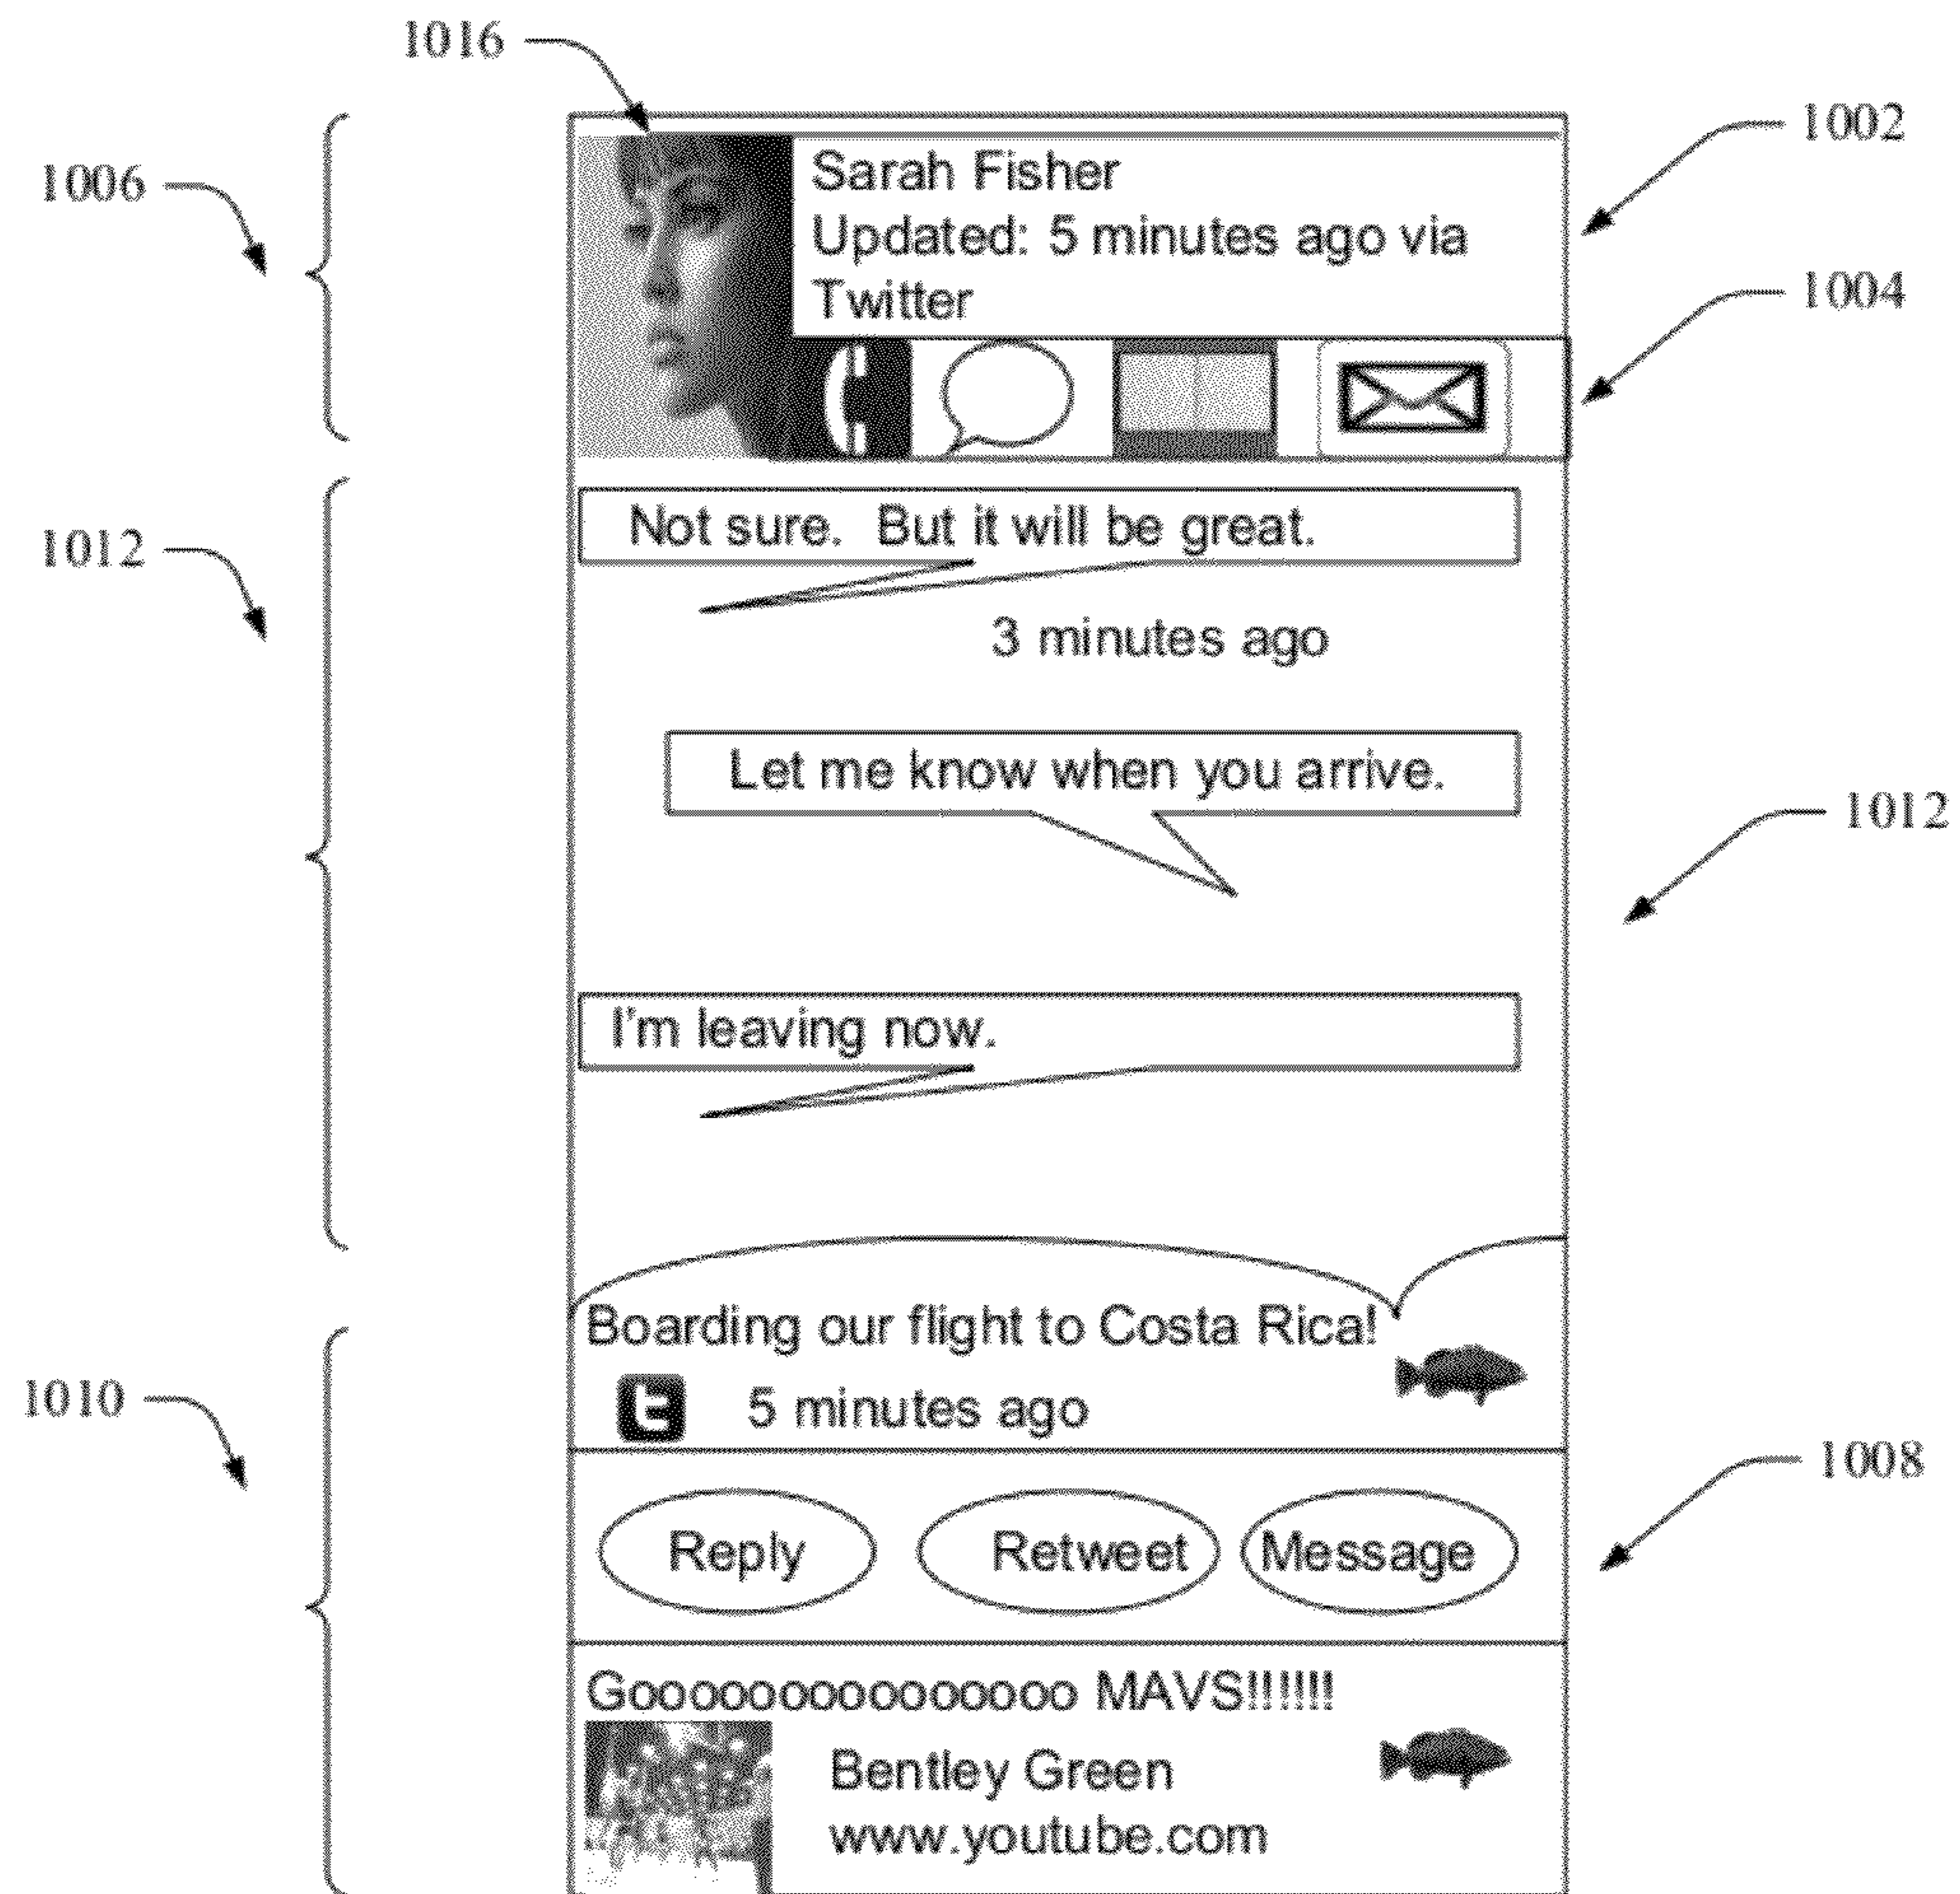 1016
1002
1006
Sarah Fisher
Updated: 5 minutes ago via
Twitter
1004
Not sure.  But it will be great.
1012
3 minutes ago
Let me know when you arrive.
1012
I'm leaving now.
Boarding our flight to Costa Rica!
1010
t 5 minutes ago
1008
Reply Retweet Message
Gooooooooooooooo MAVS!!!!!!
Bentley Green
www.youtube.com